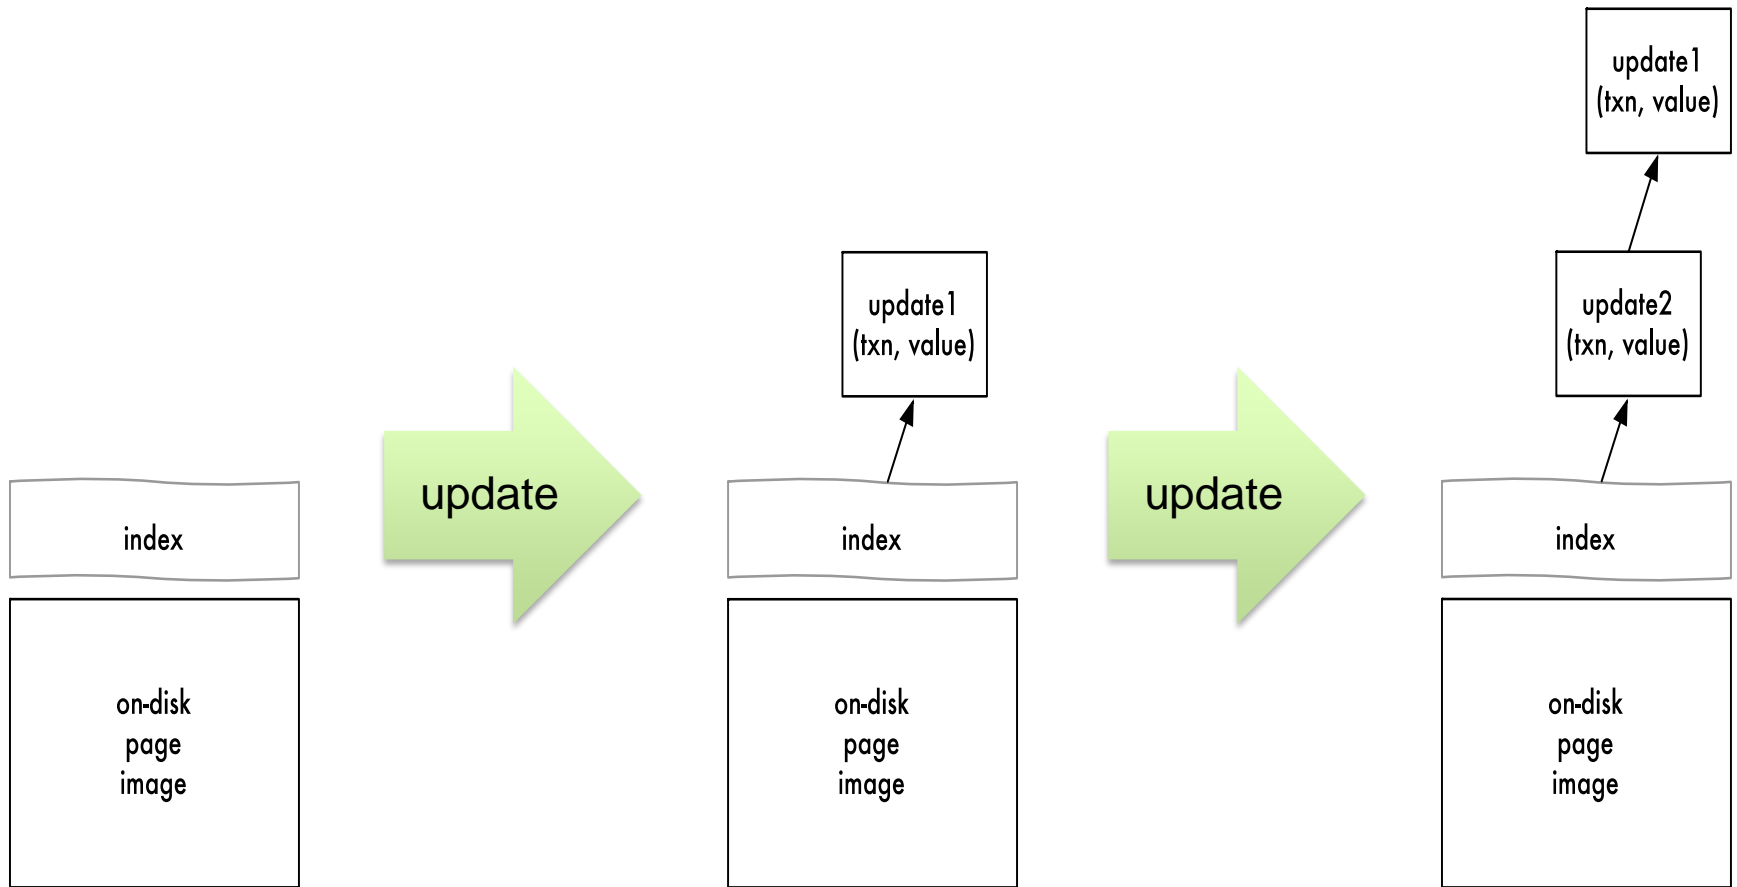 update1
(txn, value)
update1
(txn, value)
update2
(txn, value)
update
update
index
index
index
on-disk
page
image
on-disk
page
image
on-disk
page
image